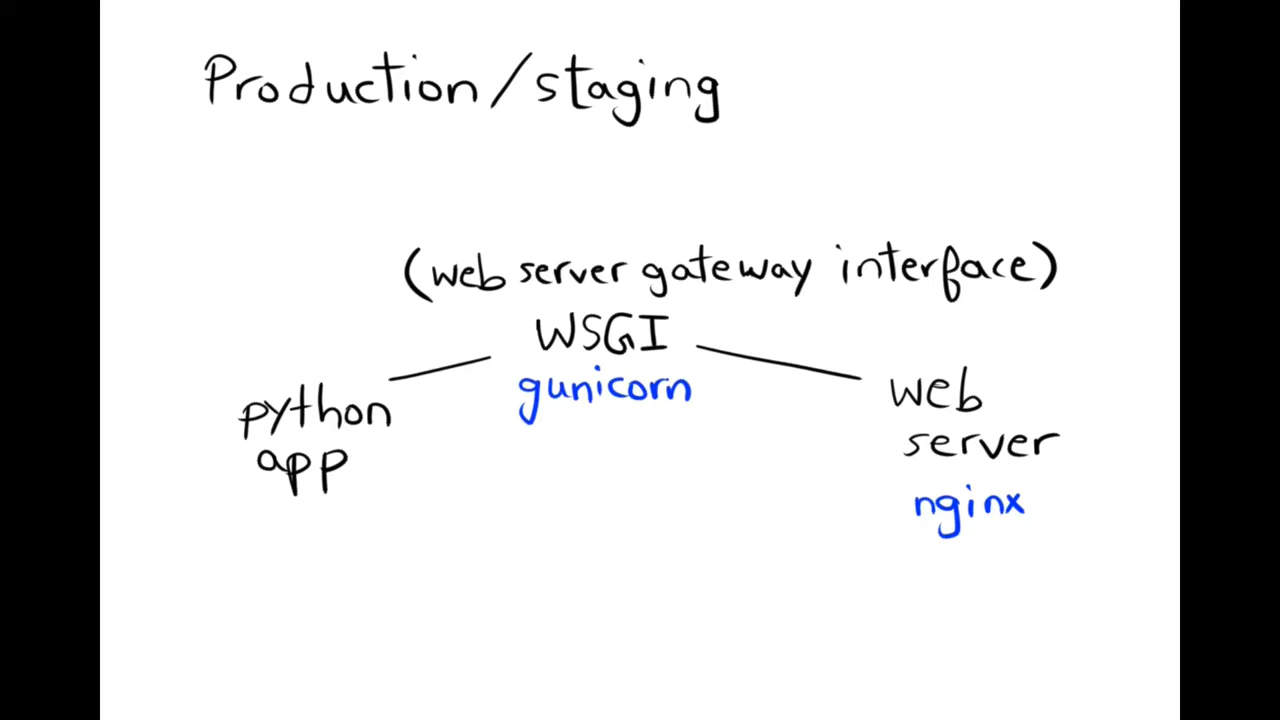 Production/staging
(web server gateway interface)
WSGI
gunicorn
python
app
web
server
nginx